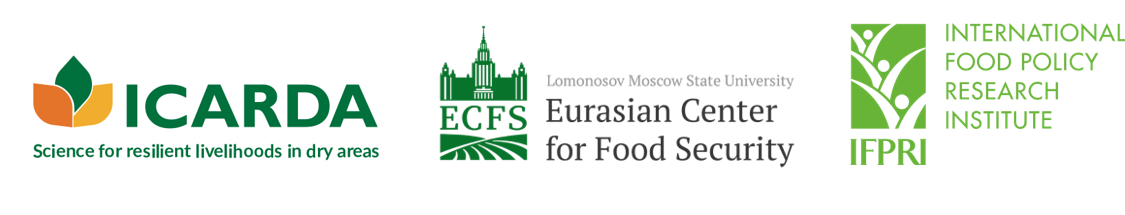 ICARDA
Science for resilient livelihoods in dry areas
ECFS
Lomonosov Moscow State University
Eurasian Center
for Food Security
IFPRI
INTERNATIONAL
FOOD POLICY
RESEARCH
INSTITUTE